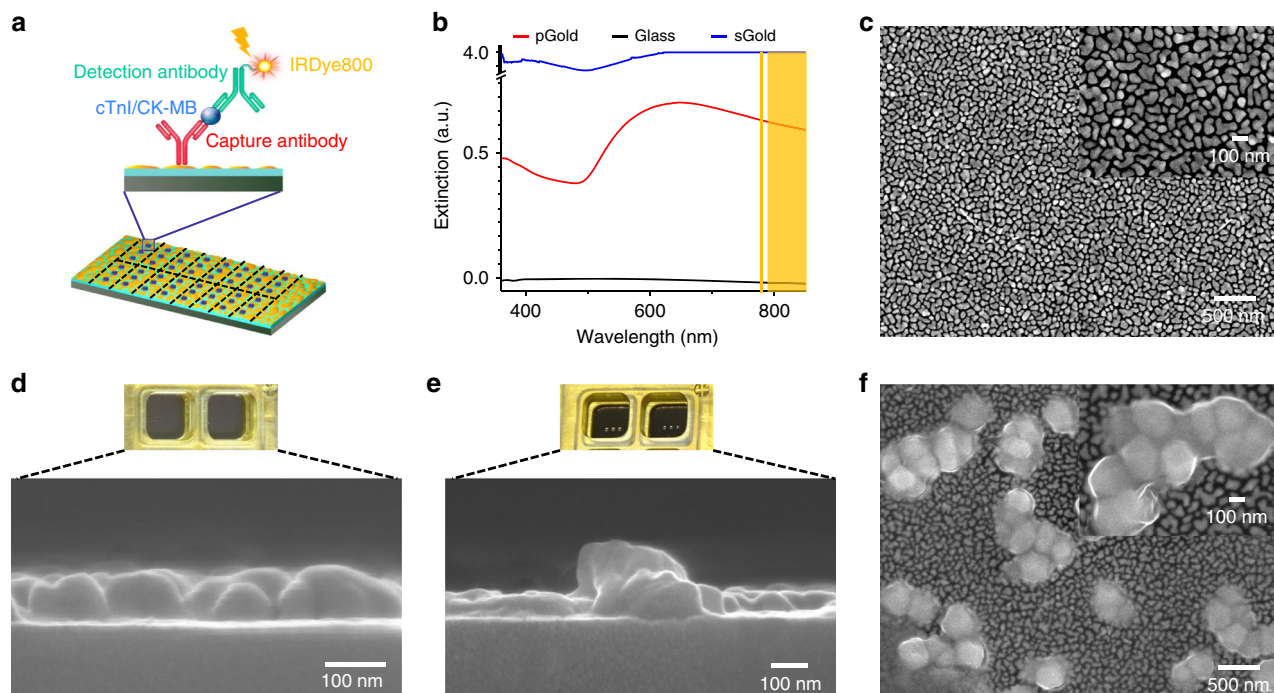 a
Detection antibody
IRDye800
cTnI/CK-MB
Capture antibody
b
pGold
Glass
sGold
4.0
0.5
0.0
Extinction (a.u.)
400
600
800
Wavelength (nm)
c
100 nm
500 nm
d
100 nm
e
100 nm
f
100 nm
500 nm